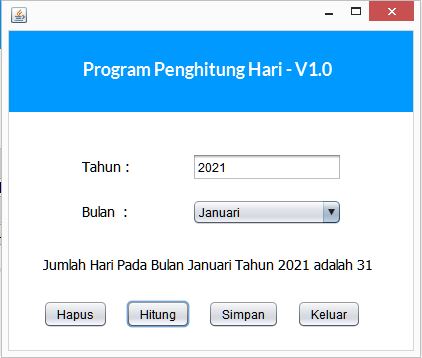 Program Penghitung Hari - V1.0
Tahun : 2021
Bulan : Januari
Jumlah Hari Pada Bulan Januari Tahun 2021 adalah 31
Hapus Hitung Simpan Keluar